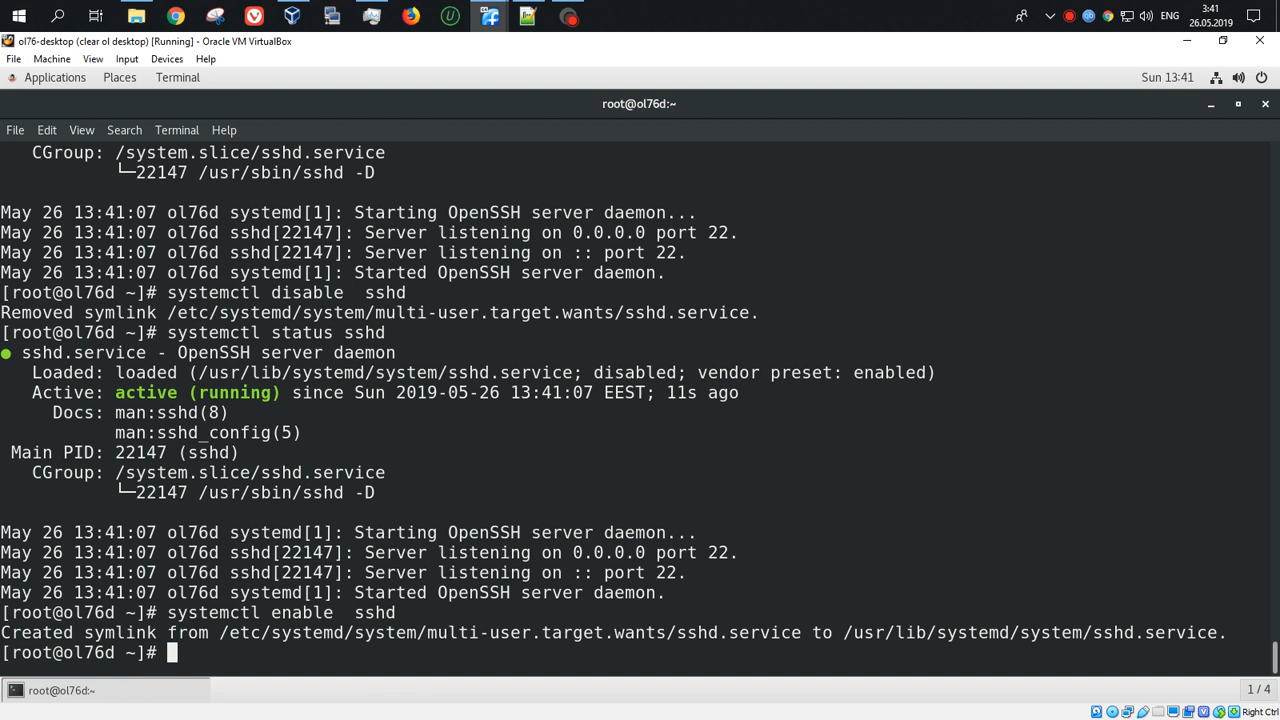 3:41
ENG
26.05.2019
ol76-desktop (clear ol desktop) [Running] - Oracle VM VirtualBox
File Machine View Input Devices Help
Applications Places Terminal Sun 13:41
root@ol76d:~
File Edit View Search Terminal Help
CGroup: /system.slice/sshd.service
└─22147 /usr/sbin/sshd -D
May 26 13:41:07 ol76d systemd[1]: Starting OpenSSH server daemon...
May 26 13:41:07 ol76d sshd[22147]: Server listening on 0.0.0.0 port 22.
May 26 13:41:07 ol76d sshd[22147]: Server listening on :: port 22.
May 26 13:41:07 ol76d systemd[1]: Started OpenSSH server daemon.
[root@ol76d ~]# systemctl disable  sshd
Removed symlink /etc/systemd/system/multi-user.target.wants/sshd.service.
[root@ol76d ~]# systemctl status sshd
● sshd.service - OpenSSH server daemon
Loaded: loaded (/usr/lib/systemd/system/sshd.service; disabled; vendor preset: enabled)
Active: active (running) since Sun 2019-05-26 13:41:07 EEST; 11s ago
Docs: man:sshd(8)
man:sshd_config(5)
Main PID: 22147 (sshd)
CGroup: /system.slice/sshd.service
└─22147 /usr/sbin/sshd -D
May 26 13:41:07 ol76d systemd[1]: Starting OpenSSH server daemon...
May 26 13:41:07 ol76d sshd[22147]: Server listening on 0.0.0.0 port 22.
May 26 13:41:07 ol76d sshd[22147]: Server listening on :: port 22.
May 26 13:41:07 ol76d systemd[1]: Started OpenSSH server daemon.
[root@ol76d ~]# systemctl enable  sshd
Created symlink from /etc/systemd/system/multi-user.target.wants/sshd.service to /usr/lib/systemd/system/sshd.service.
[root@ol76d ~]#
root@ol76d:~ 1 / 4
Right Ctrl